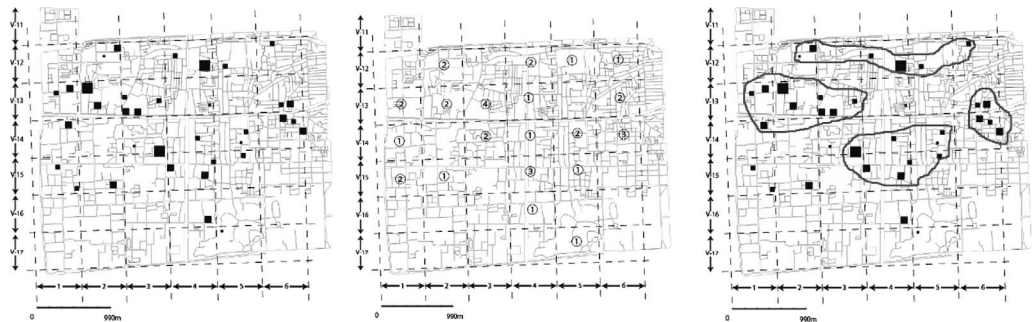 V-11
V-12
V-13
V-14
V-15
V-16
V-17
1 2 3 4 5 6
0 990m
V-11
V-12
V-13
V-14
V-15
V-16
V-17
② ② ① ①
② ② ④ ① ②
① ② ① ② ③
② ① ③ ①
①
①
1 2 3 4 5 6
0 990m
V-11
V-12
V-13
V-14
V-15
V-16
V-17
1 2 3 4 5 6
0 990m